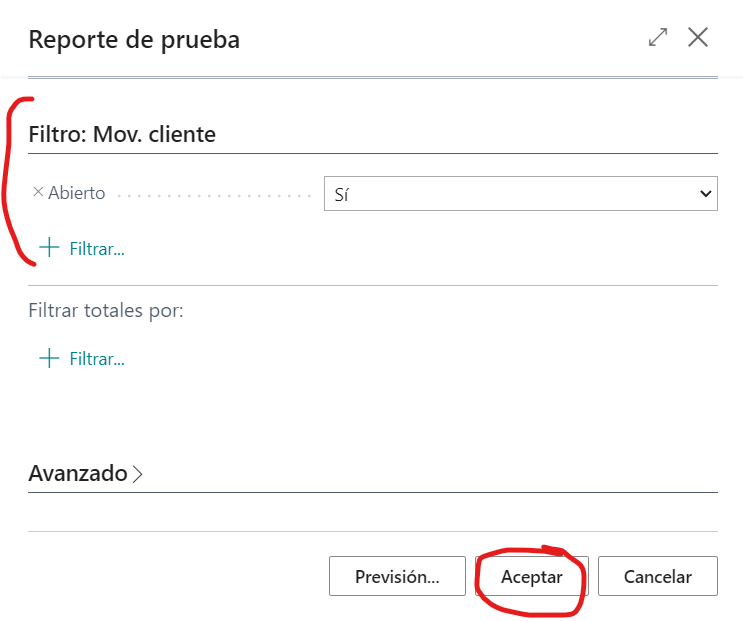 Reporte de prueba
Filtro: Mov. cliente
× Abierto
Sí
+ Filtrar...
Filtrar totales por:
+ Filtrar...
Avanzado >
Previsión... Aceptar Cancelar